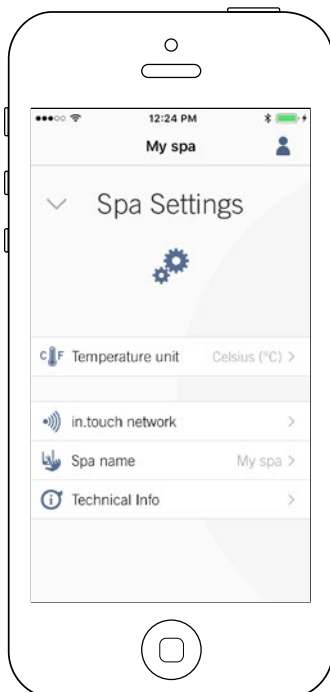 12:24 PM
My spa
Spa Settings
C F Temperature unit Celsius (°C) >
in.touch network >
Spa name My spa >
Technical Info >